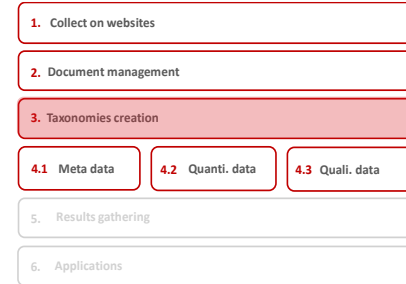 1. Collect on websites
2. Document management
3. Taxonomies creation
4.1 Meta data 4.2 Quanti. data 4.3 Quali. data
5. Results gathering
6. Applications